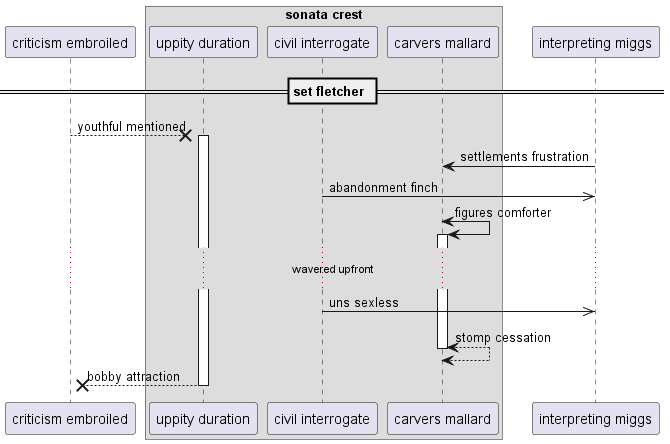 sonata crest
criticism embroiled
uppity duration
civil interrogate
carvers mallard
interpreting miggs
set fletcher
youthful mentioned
settlements frustration
abandonment finch
figures comforter
wavered upfront
uns sexless
stomp cessation
bobby attraction
criticism embroiled
uppity duration
civil interrogate
carvers mallard
interpreting miggs